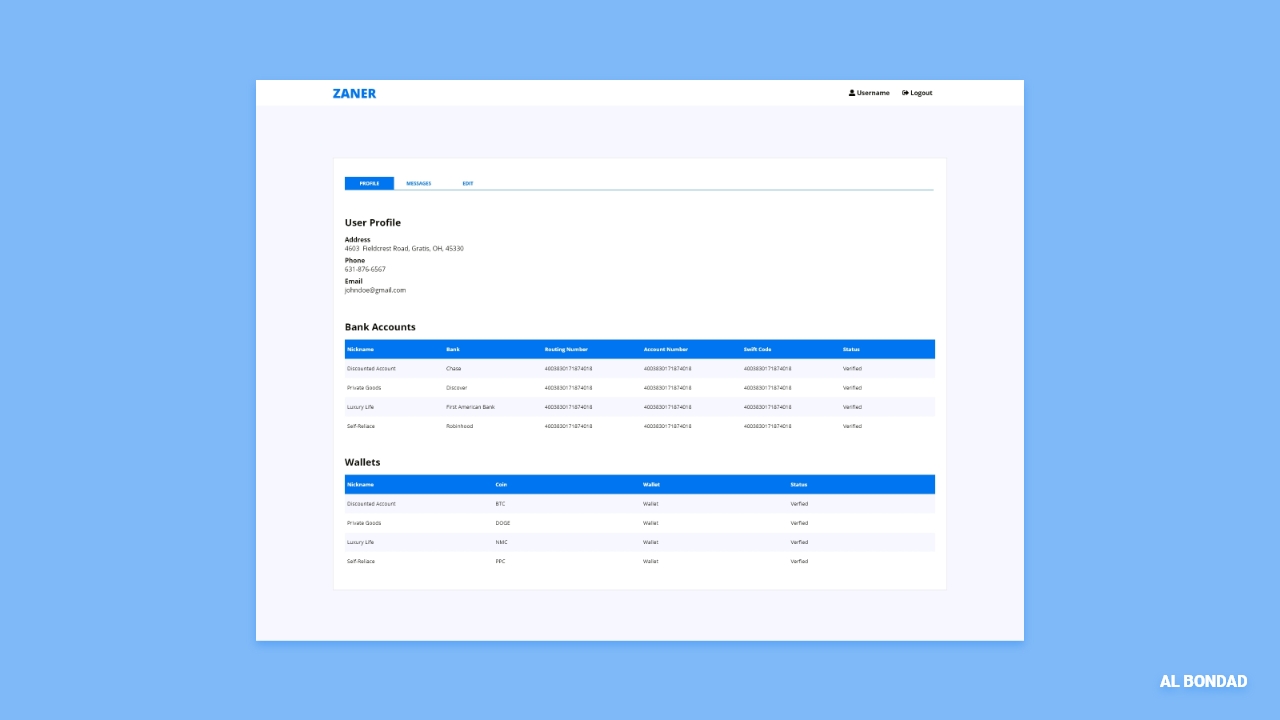 ZANER
Username Logout
PROFILE MESSAGES EDIT
User Profile
Address
4603 Fieldcrest Road, Gratis, OH, 45330
Phone
631-876-6567
Email
johndoe@gmail.com
Bank Accounts
Nickname Bank Routing Number Account Number Swift Code Status
Discounted Account Chase 4003830171874018 4003830171874018 4003830171874018 Verified
Private Goods Discover 4003830171874018 4003830171874018 4003830171874018 Verified
Luxury Life First American Bank 4003830171874018 4003830171874018 4003830171874018 Verified
Self-Reliace Robinhood 4003830171874018 4003830171874018 4003830171874018 Verified
Wallets
Nickname Coin Wallet Status
Discounted Account BTC Wallet Verfied
Private Goods DOGE Wallet Verfied
Luxury Life NMC Wallet Verfied
Self-Reliace PPC Wallet Verfied
AL BONDAD